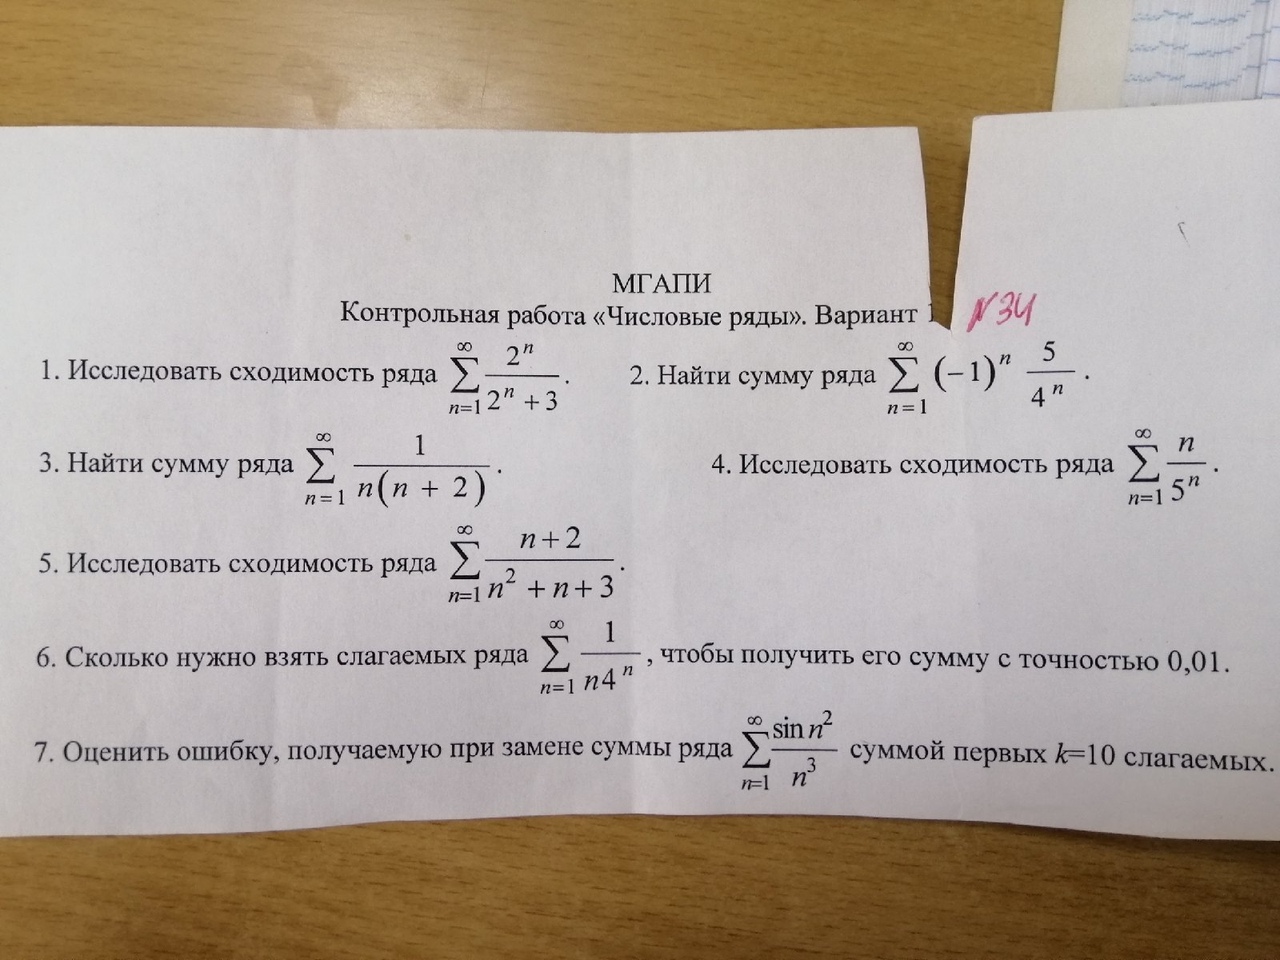 МГАПИ
Контрольная работа «Числовые ряды». Вариант 1 №34
1. Исследовать сходимость ряда $\sum_{n=1}^{\infty} \frac{2^n}{2^n+3}$. 2. Найти сумму ряда $\sum_{n=1}^{\infty} (-1)^n \frac{5}{4^n}$.
3. Найти сумму ряда $\sum_{n=1}^{\infty} \frac{1}{n(n+2)}$. 4. Исследовать сходимость ряда $\sum_{n=1}^{\infty} \frac{n}{5^n}$.
5. Исследовать сходимость ряда $\sum_{n=1}^{\infty} \frac{n+2}{n^2+n+3}$.
6. Сколько нужно взять слагаемых ряда $\sum_{n=1}^{\infty} \frac{1}{n4^n}$, чтобы получить его сумму с точностью 0,01.
7. Оценить ошибку, получаемую при замене суммы ряда $\sum_{n=1}^{\infty} \frac{\sin n^2}{n^3}$ суммой первых k=10 слагаемых.